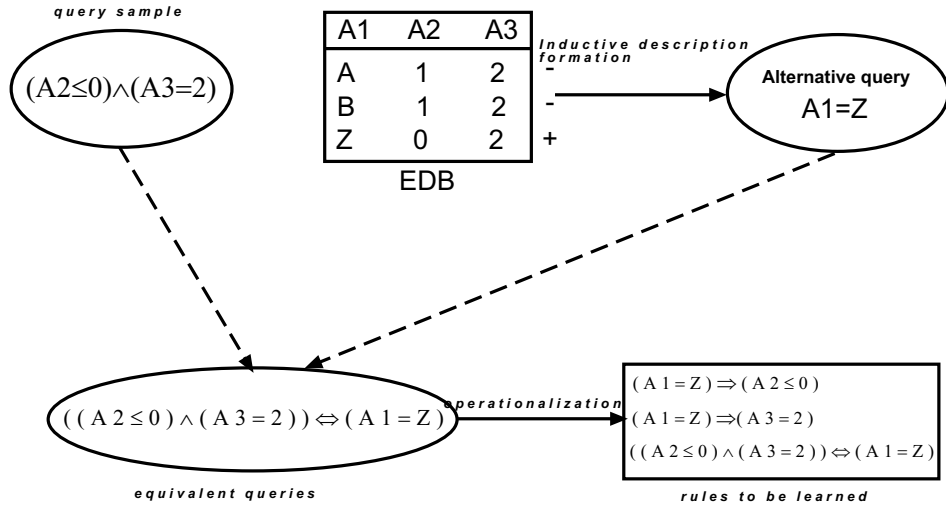 query sample
(A2≤0)∧(A3=2)
A1 A2 A3
A 1 2 -
B 1 2 -
Z 0 2 +
EDB
Inductive description
formation
Alternative query
A1=Z
((A2≤0)∧(A3=2))⇔(A1=Z)
equivalent queries
operationalization
(A1=Z)⇒(A2≤0)
(A1=Z)⇒(A3=2)
((A2≤0)∧(A3=2))⇔(A1=Z)
rules to be learned